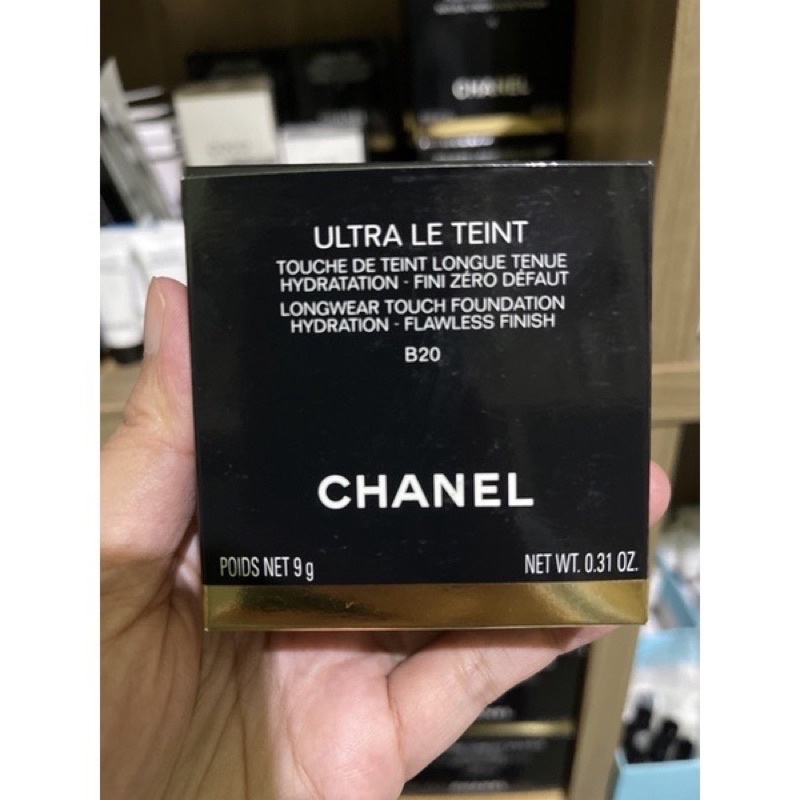 CHANEL
ULTRA LE TEINT
TOUCHE DE TEINT LONGUE TENUE
HYDRATATION - FINI ZÉRO DÉFAUT
LONGWEAR TOUCH FOUNDATION
HYDRATION - FLAWLESS FINISH
B20
CHANEL
POIDS NET 9 g
NET WT. 0.31 OZ.